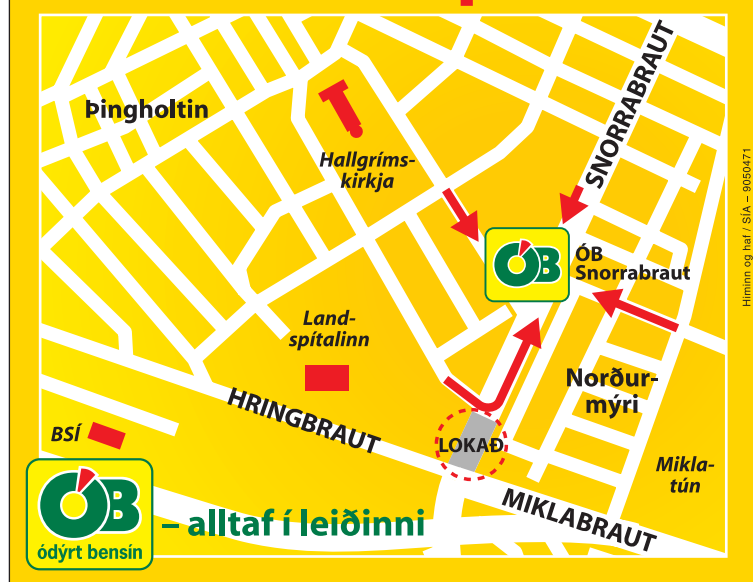 Þingholtin
Hallgríms-
kirkja
SNORRABRAUT
ÓB
ÓB
Snorrabraut
Land-
spítalinn
Norður-
mýri
HRINGBRAUT
BSÍ
LOKAÐ
Mikla-
tún
MIKLABRAUT
ÓB
ódýrt bensín
– alltaf í leiðinni
Himinn og haf / SÍA – 9050471